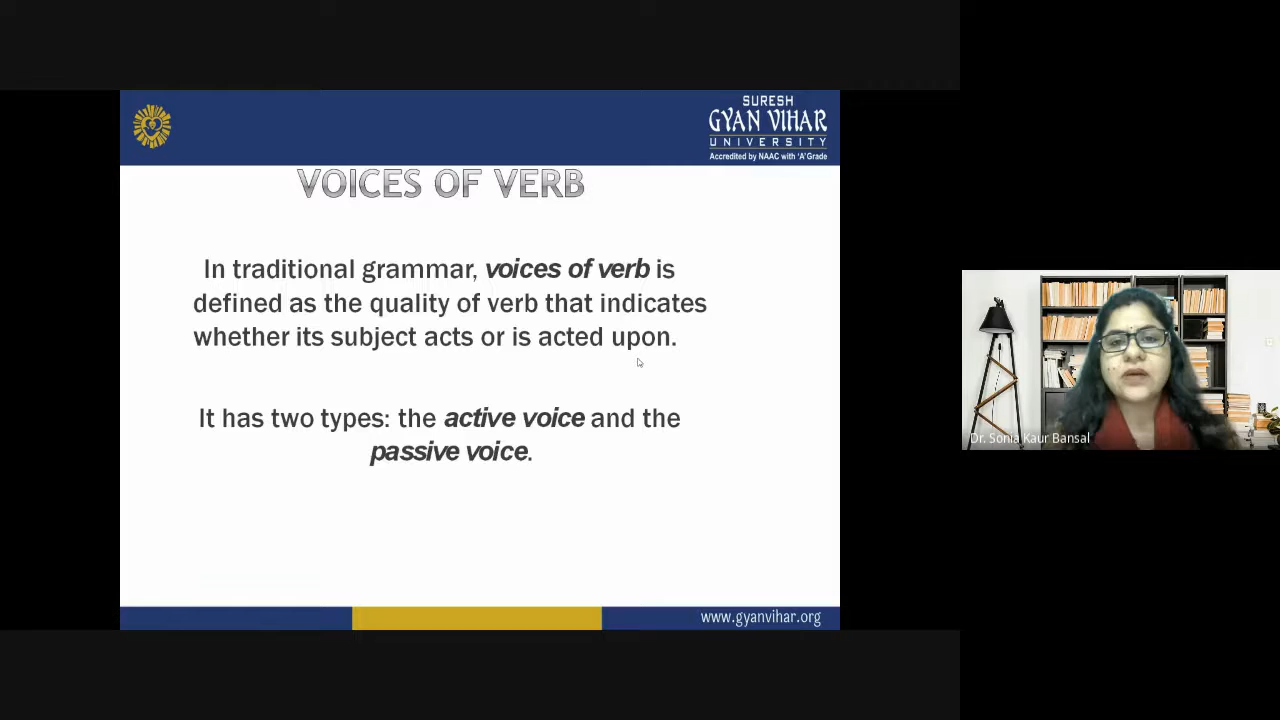 SURESH
GYAN VIHAR
UNIVERSITY
Accredited by NAAC with 'A' Grade
VOICES OF VERB
In traditional grammar, voices of verb is
defined as the quality of verb that indicates
whether its subject acts or is acted upon.
It has two types: the active voice and the
passive voice.
Dr. Sonia Kaur Bansal
www.gyanvihar.org